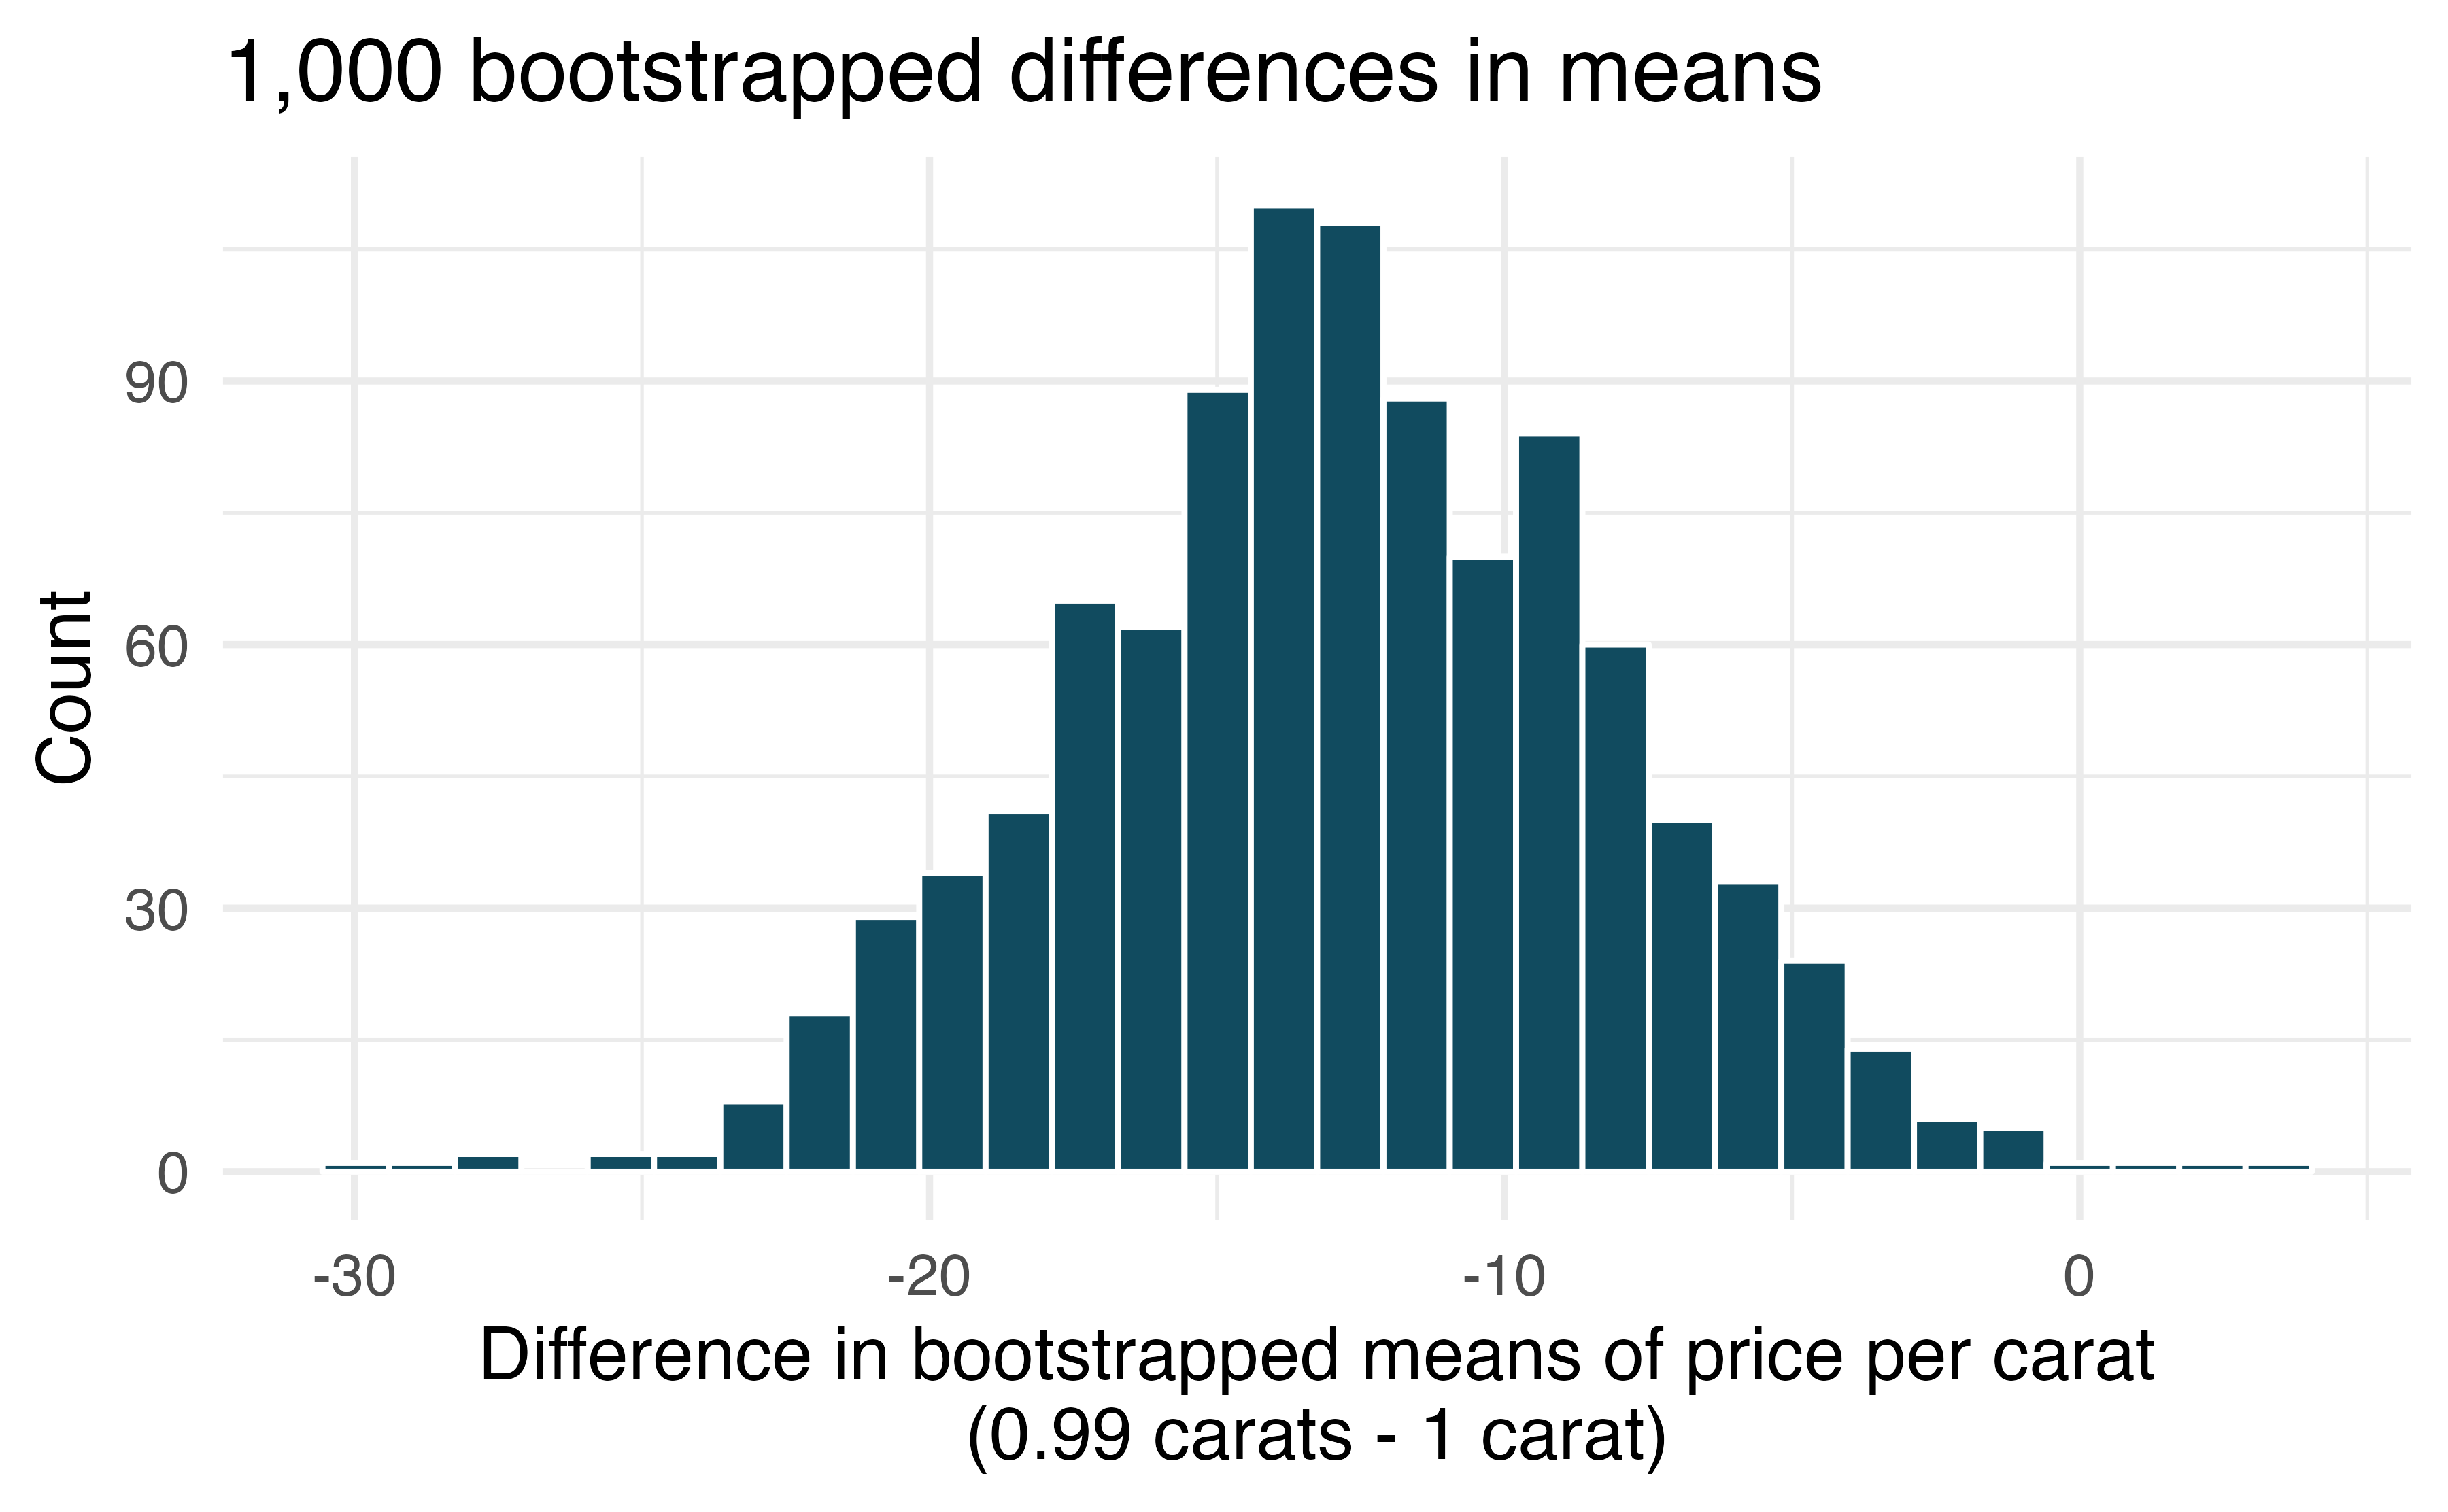 1,000 bootstrapped differences in means
90
60
30
0
Count
-30 -20 -10 0
Difference in bootstrapped means of price per carat
(0.99 carats - 1 carat)